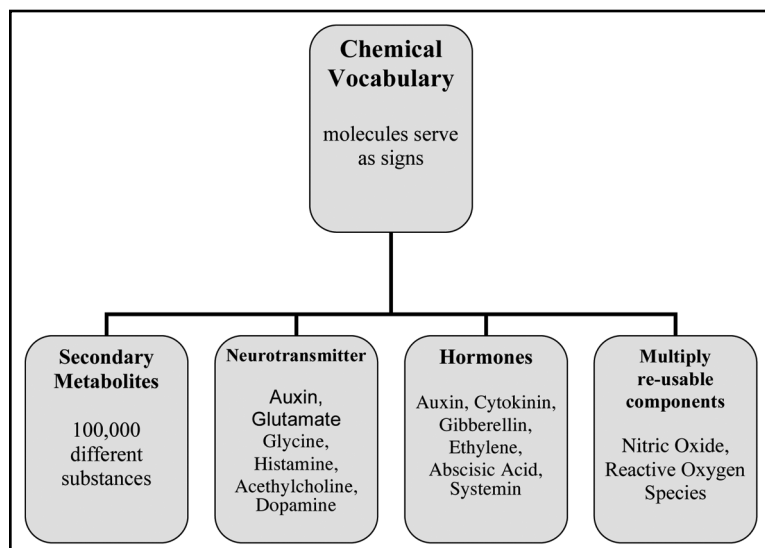 Chemical
Vocabulary
molecules serve
as signs
Secondary
Metabolites
100,000
different
substances
Neurotransmitter
Auxin,
Glutamate
Glycine,
Histamine,
Acethylcholine,
Dopamine
Hormones
Auxin, Cytokinin,
Gibberellin,
Ethylene,
Abscisic Acid,
Systemin
Multiply
re-usable
components
Nitric Oxide,
Reactive Oxygen
Species